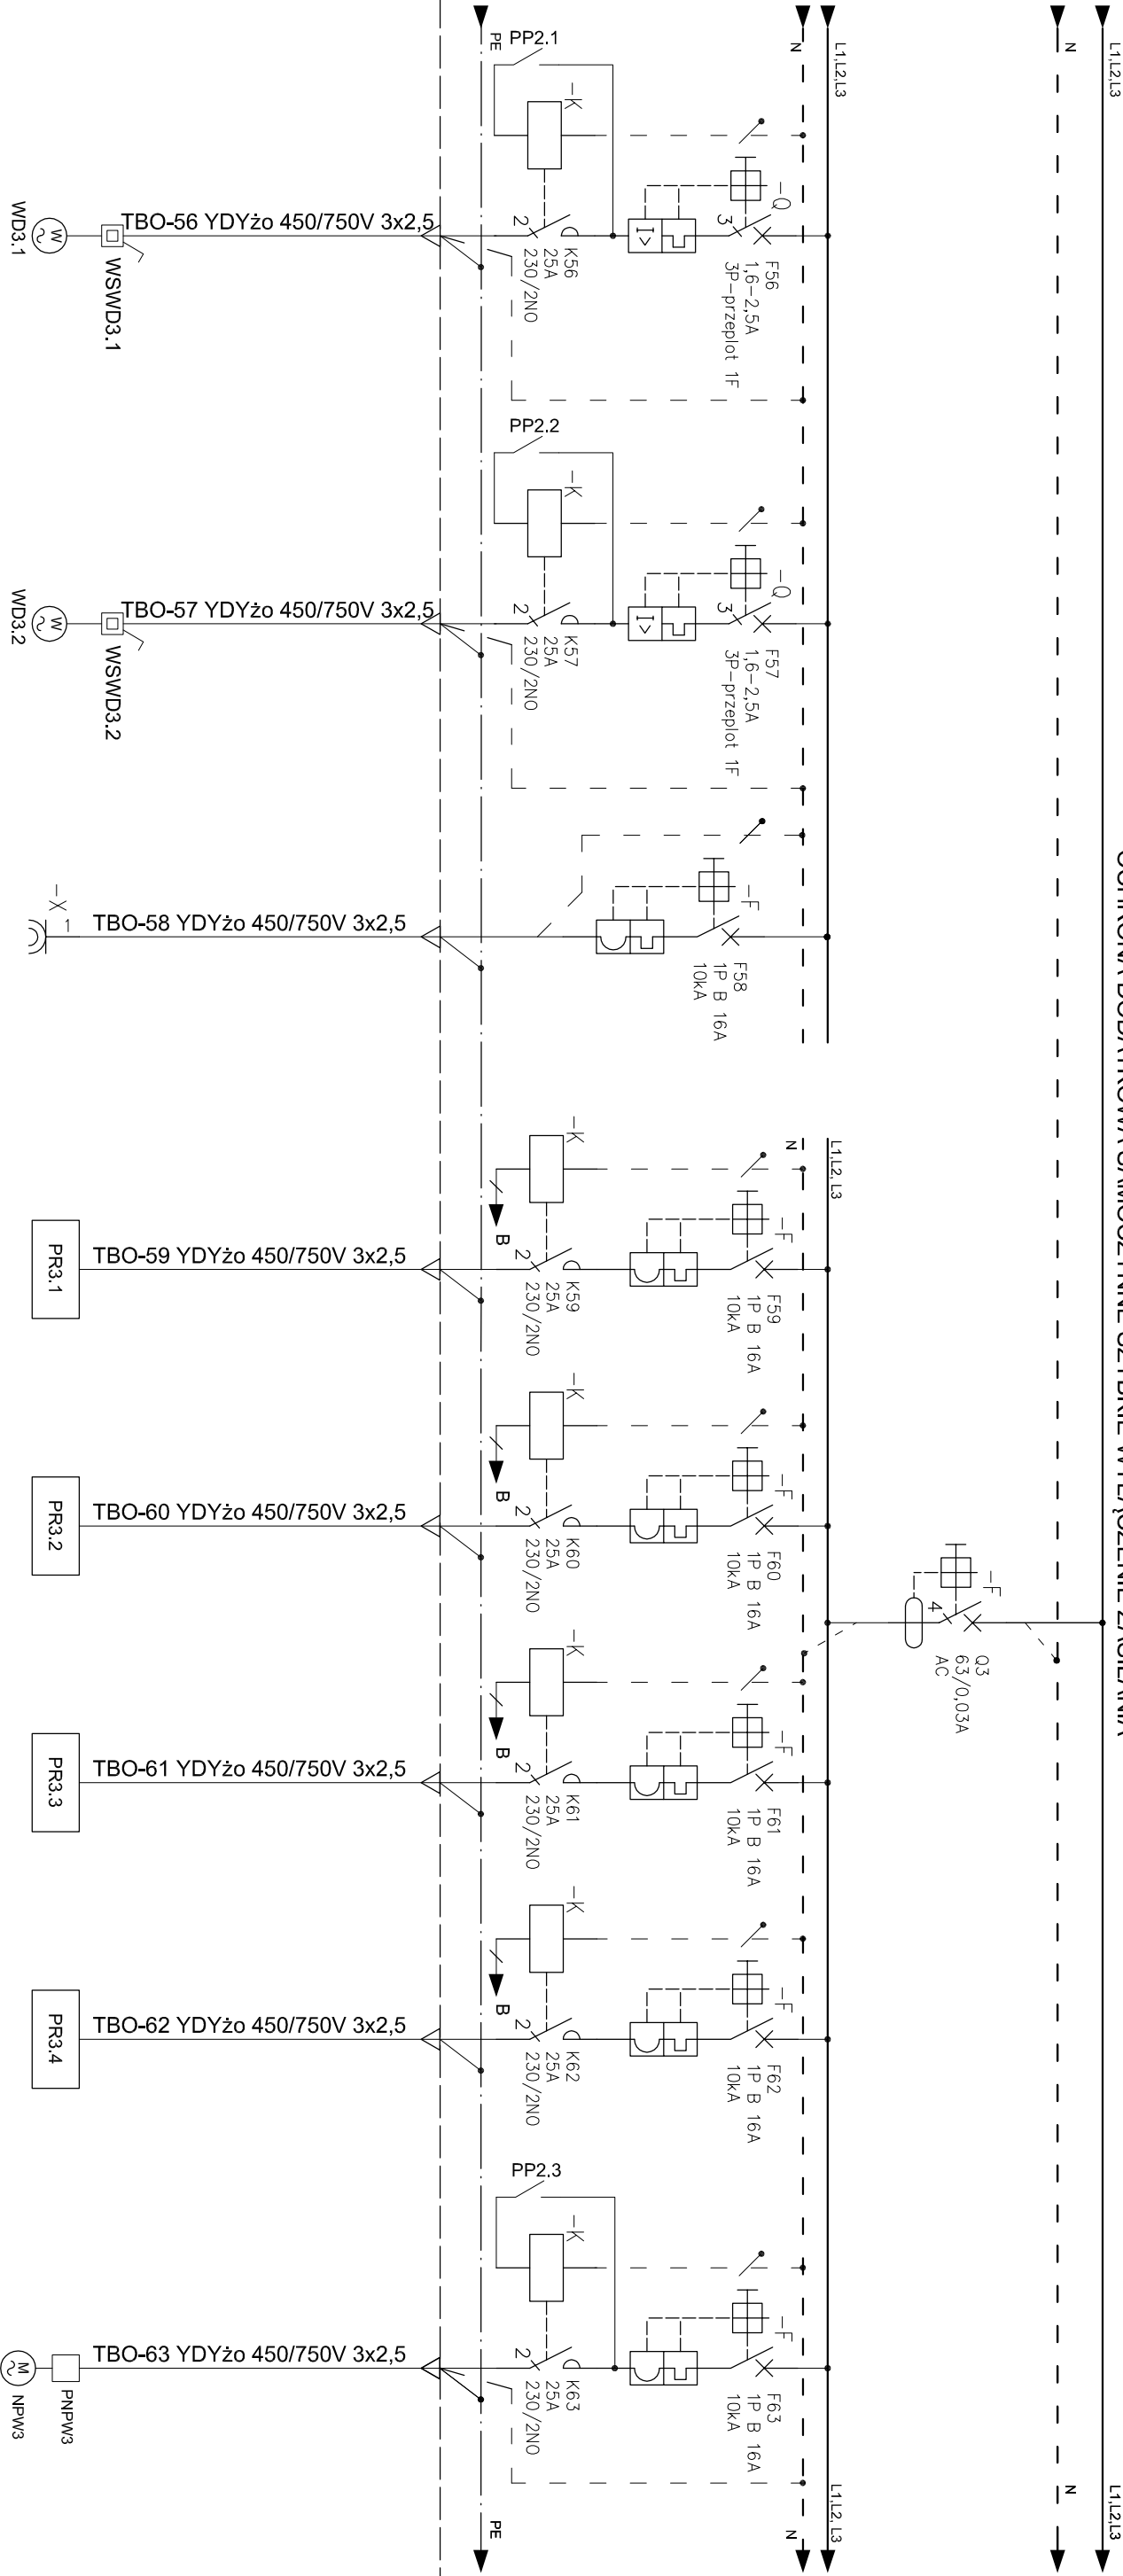 L1,L2,L3
N
L1,L2,L3
N
PE
PP2.1
-K
-Q
3
F56
1,6-2,5A
3P-przeplot 1F
2
K56
25A
230/2NO
TBO-56 YDYżo 450/750V 3x2,5
WSWD3.1
W
WD3.1
PP2.2
-K
-Q
3
F57
1,6-2,5A
3P-przeplot 1F
2
K57
25A
230/2NO
TBO-57 YDYżo 450/750V 3x2,5
WSWD3.2
W
WD3.2
-F
F58
1P B 16A
10kA
TBO-58 YDYżo 450/750V 3x2,5
-X
1
L1,L2, L3
N
-K
B
-F
F59
1P B 16A
10kA
2
K59
25A
230/2NO
TBO-59 YDYżo 450/750V 3x2,5
PR3.1
-K
B
-F
F60
1P B 16A
10kA
2
K60
25A
230/2NO
TBO-60 YDYżo 450/750V 3x2,5
PR3.2
-F
4
Q3
63/0,03A
AC
-K
B
-F
F61
1P B 16A
10kA
2
K61
25A
230/2NO
TBO-61 YDYżo 450/750V 3x2,5
PR3.3
-K
B
-F
F62
1P B 16A
10kA
2
K62
25A
230/2NO
TBO-62 YDYżo 450/750V 3x2,5
PR3.4
PP2.3
-K
-F
F63
1P B 16A
10kA
2
K63
25A
230/2NO
TBO-63 YDYżo 450/750V 3x2,5
PNPW3
M
NPW3
L1,L2,L3
N
L1,L2, L3
N
PE